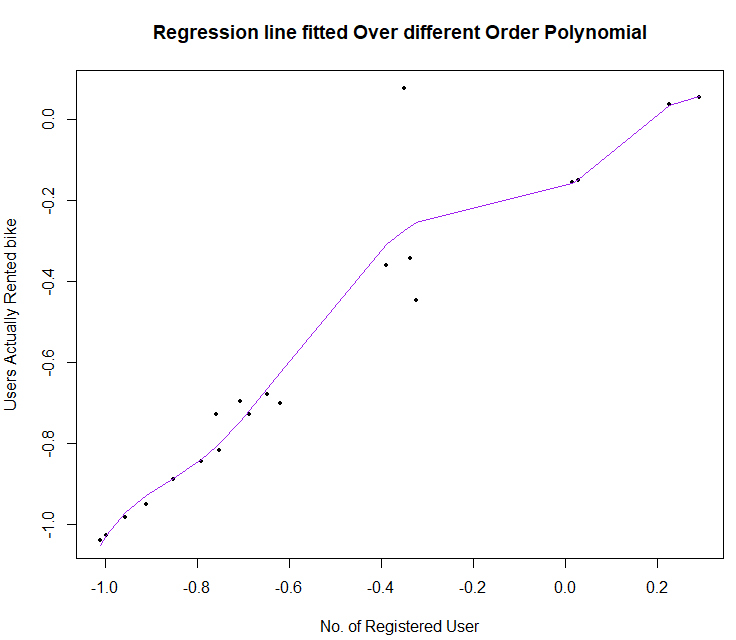 Regression line fitted Over different Order Polynomial
Users Actually Rented bike
0.0
-0.2
-0.4
-0.6
-0.8
-1.0
-1.0 -0.8 -0.6 -0.4 -0.2 0.0 0.2
No. of Registered User